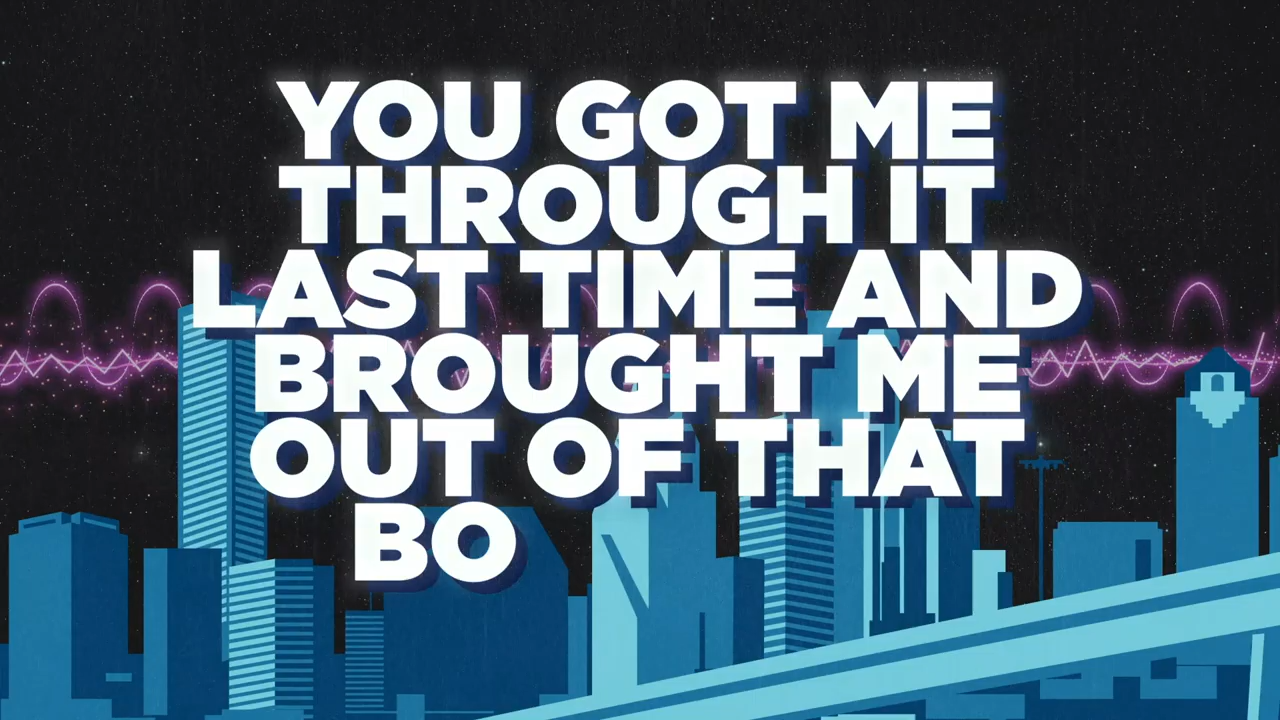 YOU GOT ME
THROUGH IT
LAST TIME AND
BROUGHT ME
OUT OF THAT
BO